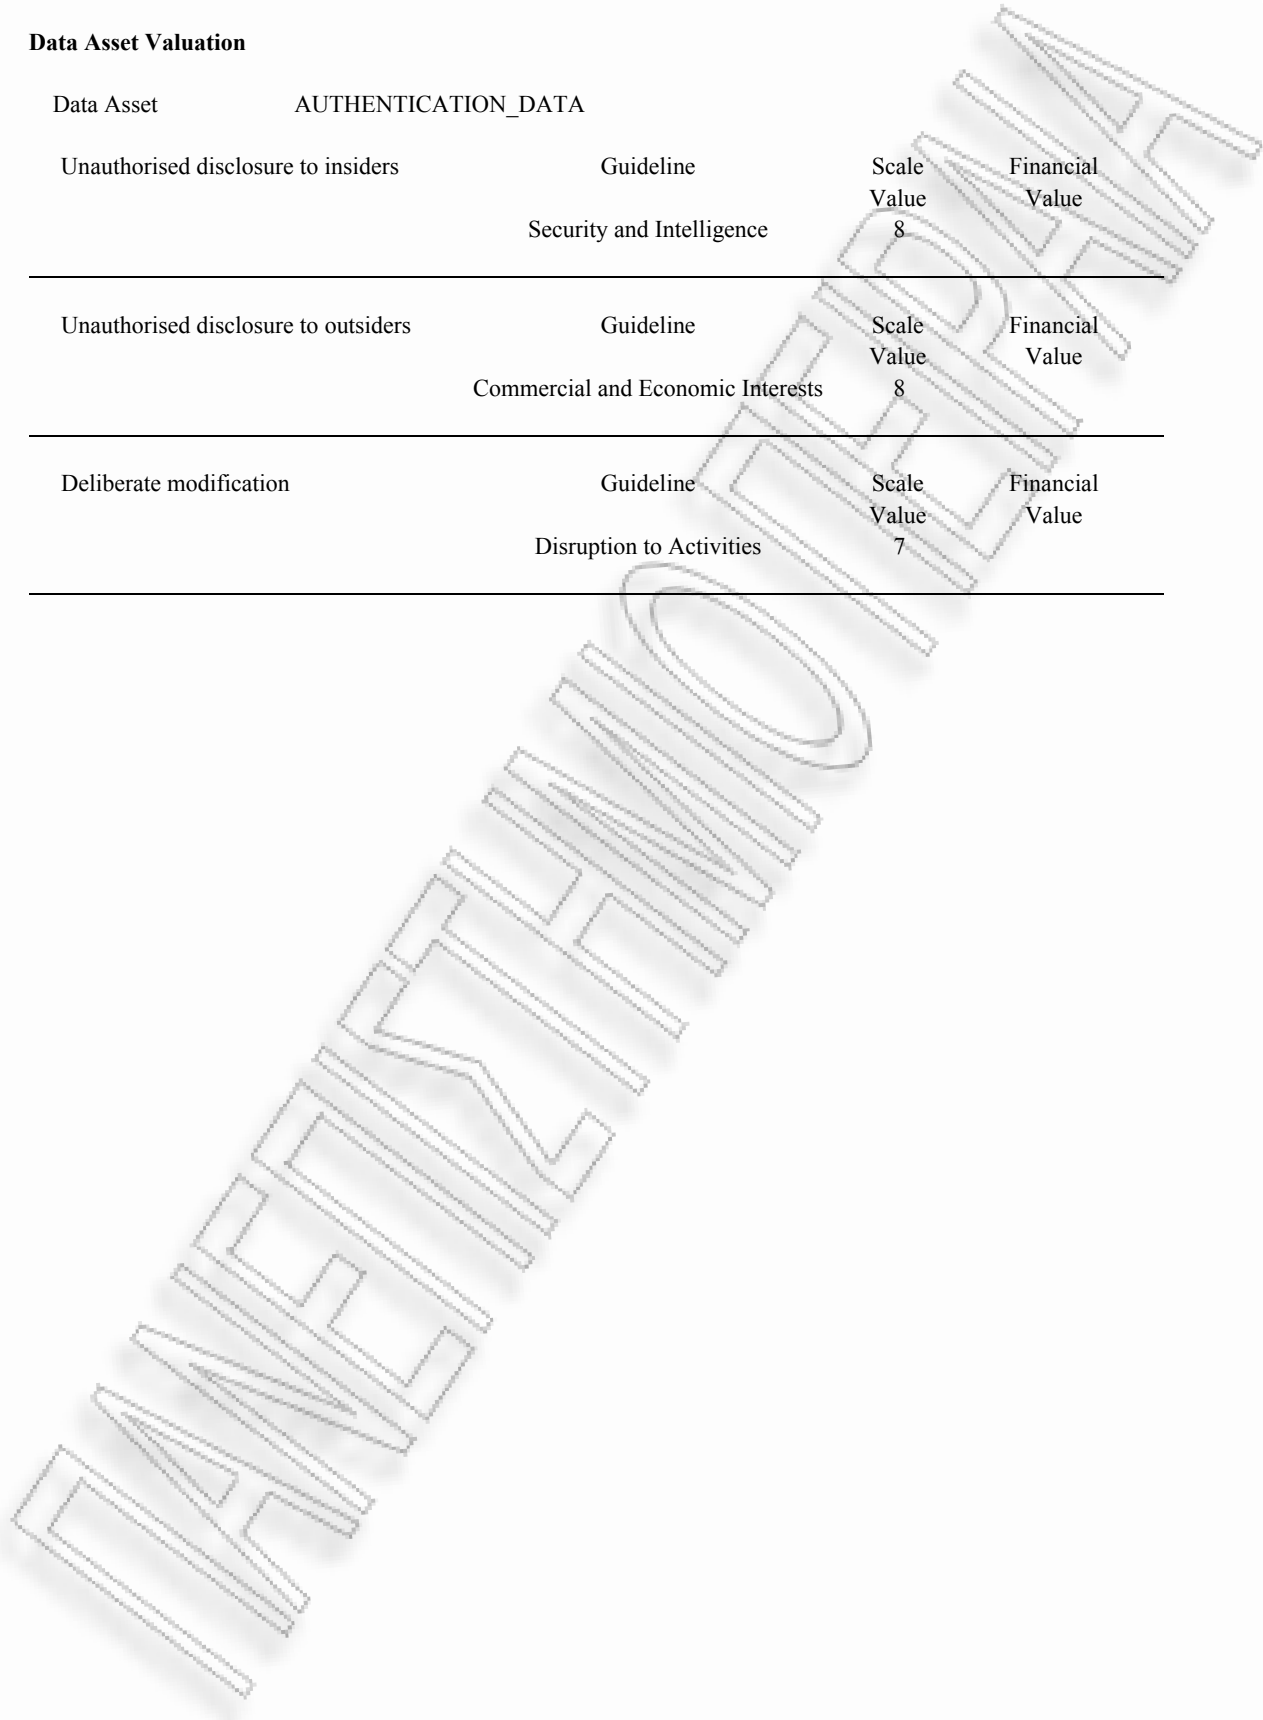 Data Asset Valuation
Data Asset AUTHENTICATION_DATA
Unauthorised disclosure to insiders Guideline Scale Financial
Value Value
Security and Intelligence 8
Unauthorised disclosure to outsiders Guideline Scale Financial
Value Value
Commercial and Economic Interests 8
Deliberate modification Guideline Scale Financial
Value Value
Disruption to Activities 7
ΠΑΝΕΠΙΣΤΗΜΙΟ ΠΕΙΡΑΙΑ